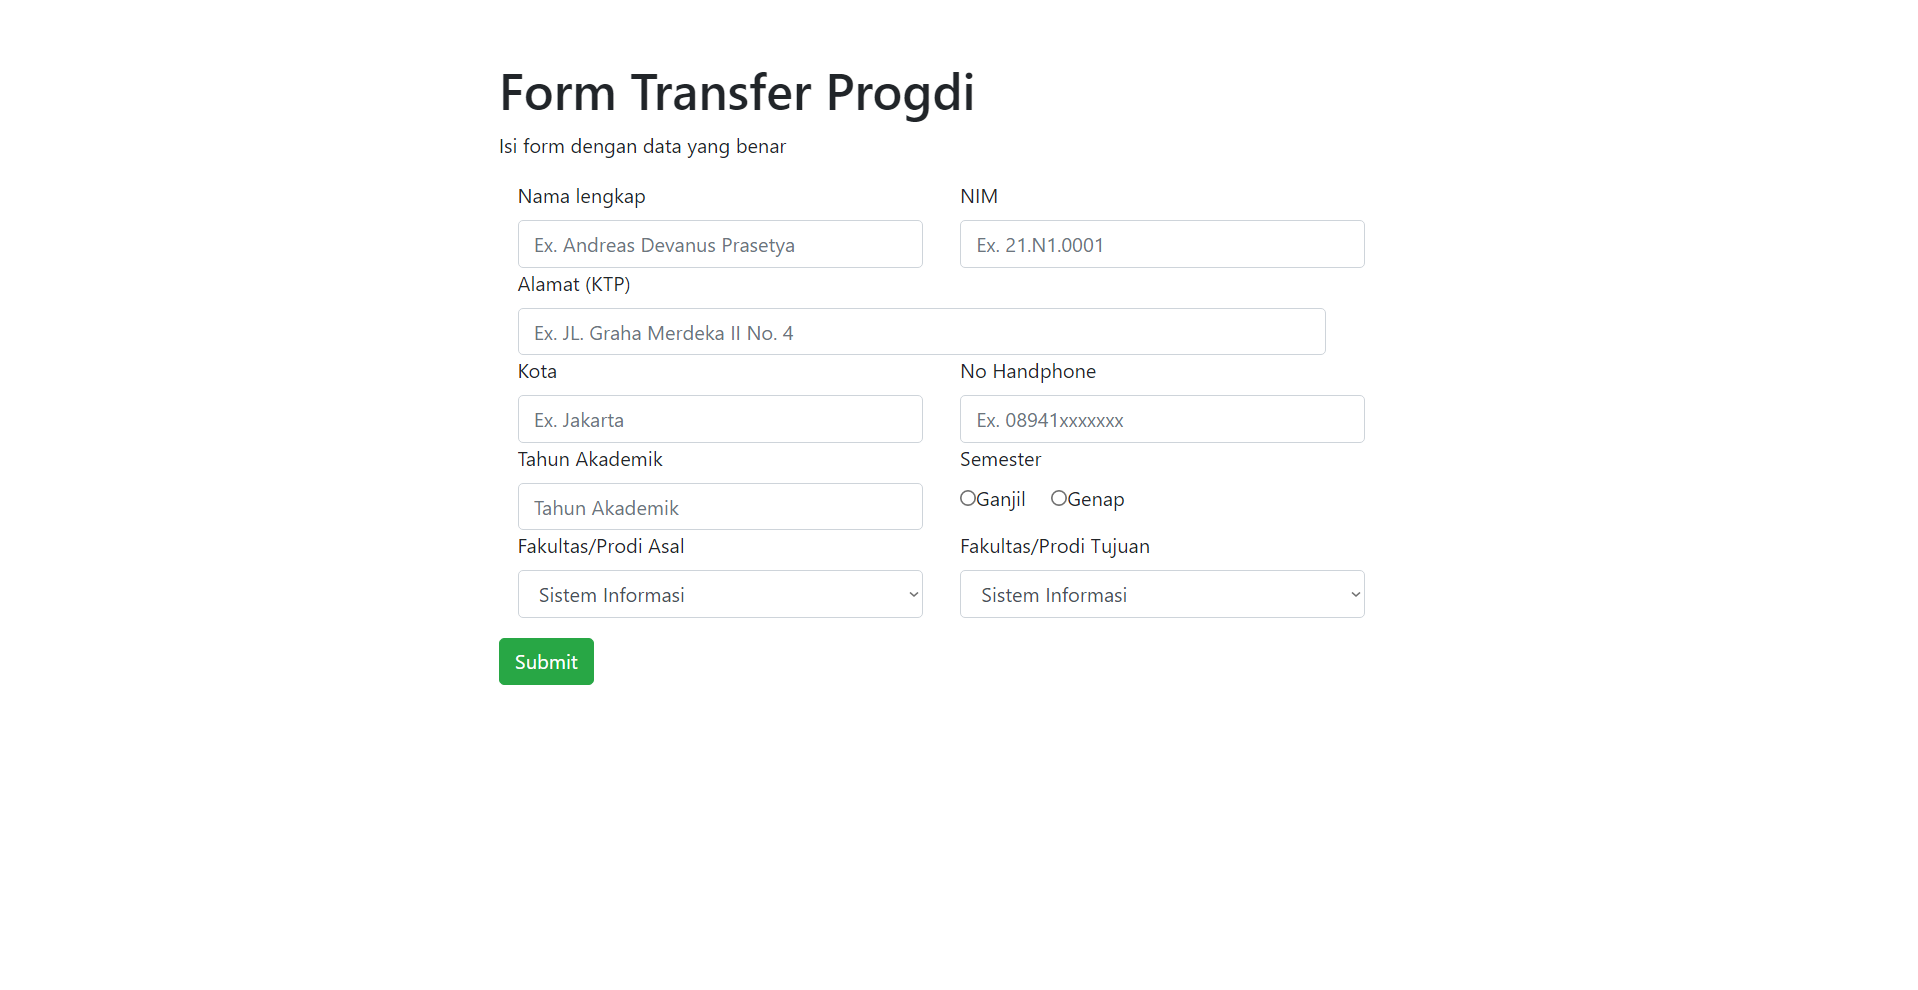 Form Transfer Progdi
Isi form dengan data yang benar
Nama lengkap NIM
Ex. Andreas Devanus Prasetya Ex. 21.N1.0001
Alamat (KTP)
Ex. JL. Graha Merdeka II No. 4
Kota No Handphone
Ex. Jakarta Ex. 08941xxxxxxx
Tahun Akademik Semester
Tahun Akademik Ganjil Genap
Fakultas/Prodi Asal Fakultas/Prodi Tujuan
Sistem Informasi Sistem Informasi
Submit